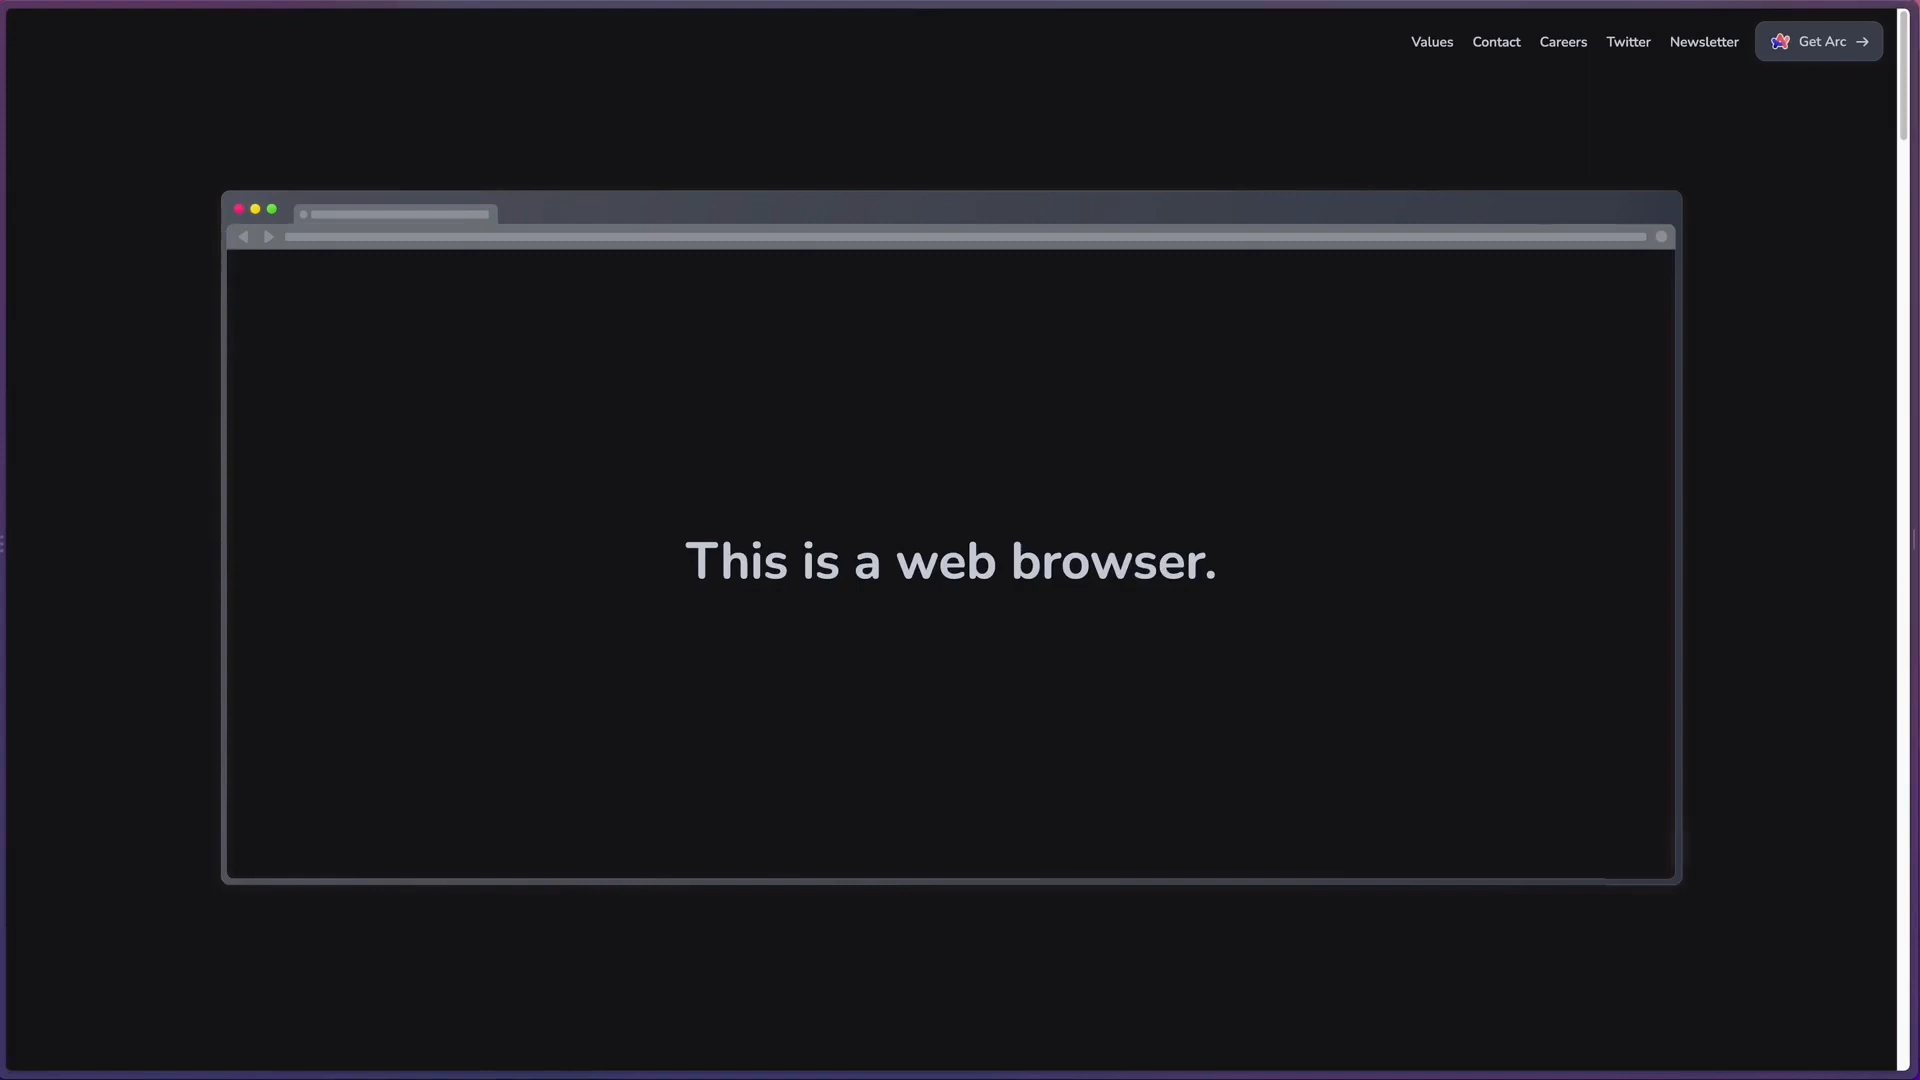 Values
Contact
Careers
Twitter
Newsletter
Get Arc →
This is a web browser.